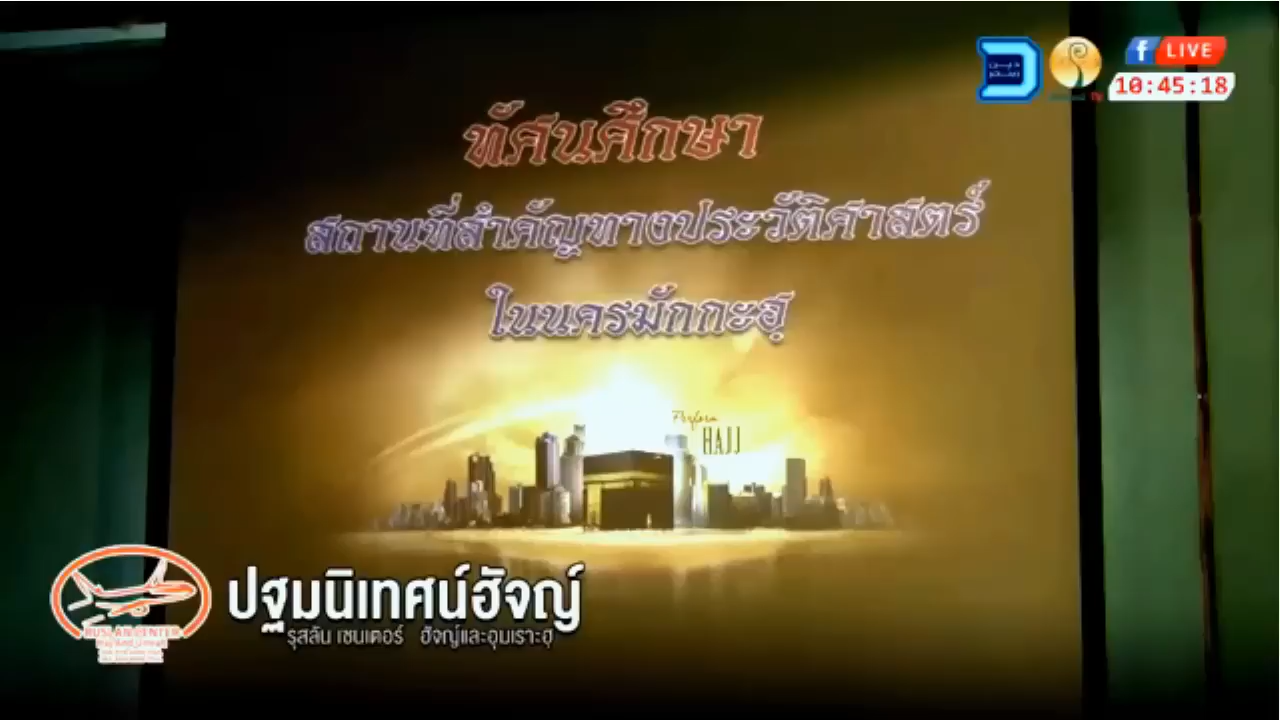 LIVE
10:45:18
ทัศนศึกษา
สถานที่สำคัญทางประวัติศาสตร์
ในนครมักกะฮฺ
Perform
HAJJ
ปฐมนิเทศน์ฮัจญ์
รุสลัน เซนเตอร์ ฮัจญ์และอุมเราะฮฺ
RUSLAN CENTER